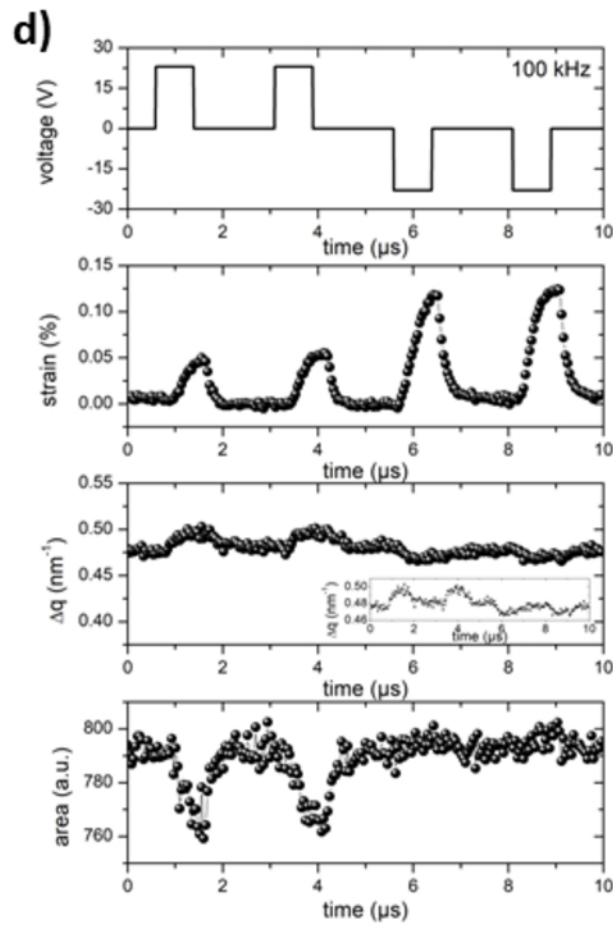 d)
30
15
0
-15
-30
voltage (V)
100 kHz
0 2 4 6 8 10
time (µs)
0.15
0.10
0.05
0.00
strain (%)
0 2 4 6 8 10
time (µs)
0.55
0.50
0.45
0.40
Δq (nm⁻¹)
0.50
0.48
0.46
Δq (nm⁻¹)
0 2 4 6 8 10
time (µs)
0 2 4 6 8 10
time (µs)
800
780
760
area (a.u.)
0 2 4 6 8 10
time (µs)